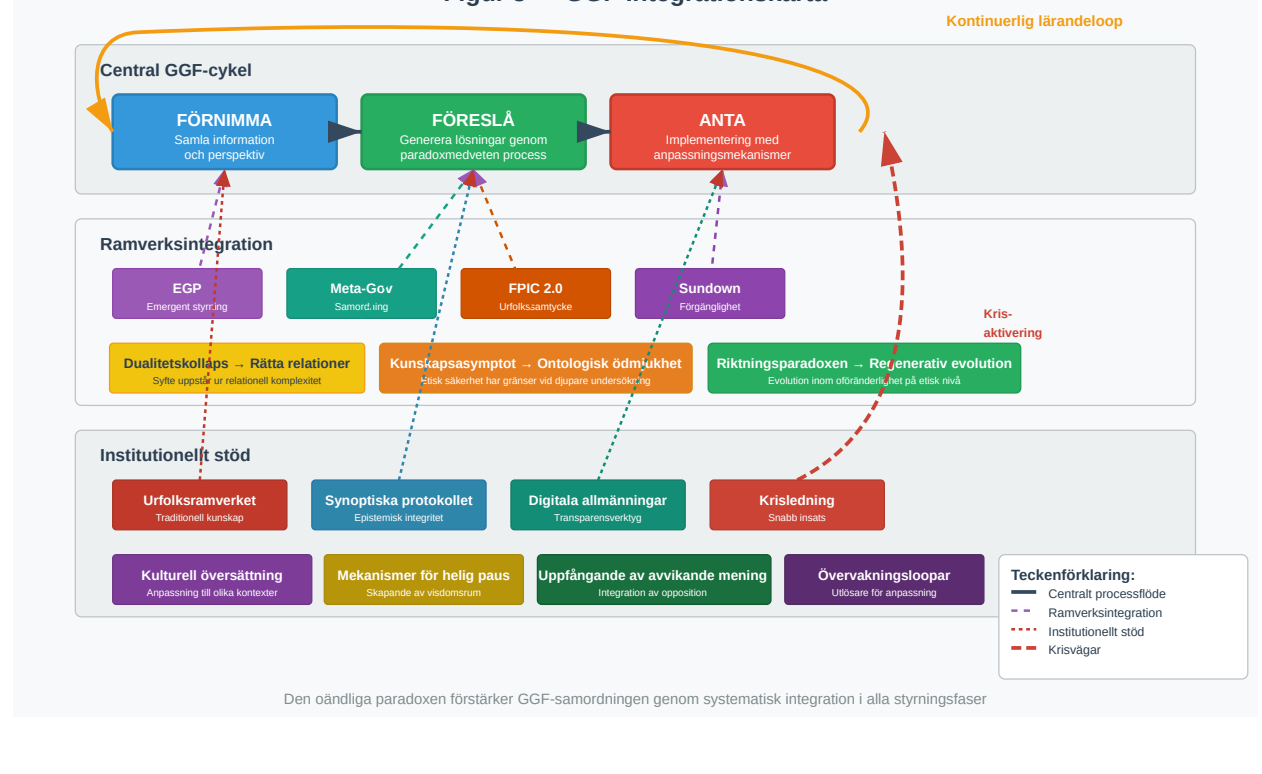 Kontinuerlig lärandeloop
Central GGF-cykel
FÖRNIMMA
Samla information
och perspektiv
FÖRESLÅ
Generera lösningar genom
paradoxmedveten process
ANTA
Implementering med
anpassningsmekanismer
Ramverksintegration
EGP
Emergent styrning
Meta-Gov
Samordning
FPIC 2.0
Urfolkssamtycke
Sundown
Förgänglighet
Kris-
aktivering
Dualitetskollaps → Rätta relationer
Syfte uppstår ur relationell komplexitet
Kunskapsasymptot → Ontologisk ödmjukhet
Etisk säkerhet har gränser vid djupare undersökning
Riktningsparadoxen → Regenerativ evolution
Evolution inom oföränderlighet på etisk nivå
Institutionellt stöd
Urfolksramverket
Traditionell kunskap
Synoptiska protokollet
Epistemisk integritet
Digitala allmänningar
Transparensverktyg
Krisledning
Snabb insats
Kulturell översättning
Anpassning till olika kontexter
Mekanismer för helig paus
Skapande av visdomsrum
Uppfångande av avvikande mening
Integration av opposition
Övervakningsloopar
Utlösare för anpassning
Teckenförklaring:
Centralt processflöde
Ramverksintegration
Institutionellt stöd
Krisvägar
Den oändliga paradoxen förstärker GGF-samordningen genom systematisk integration i alla styrningsfaser